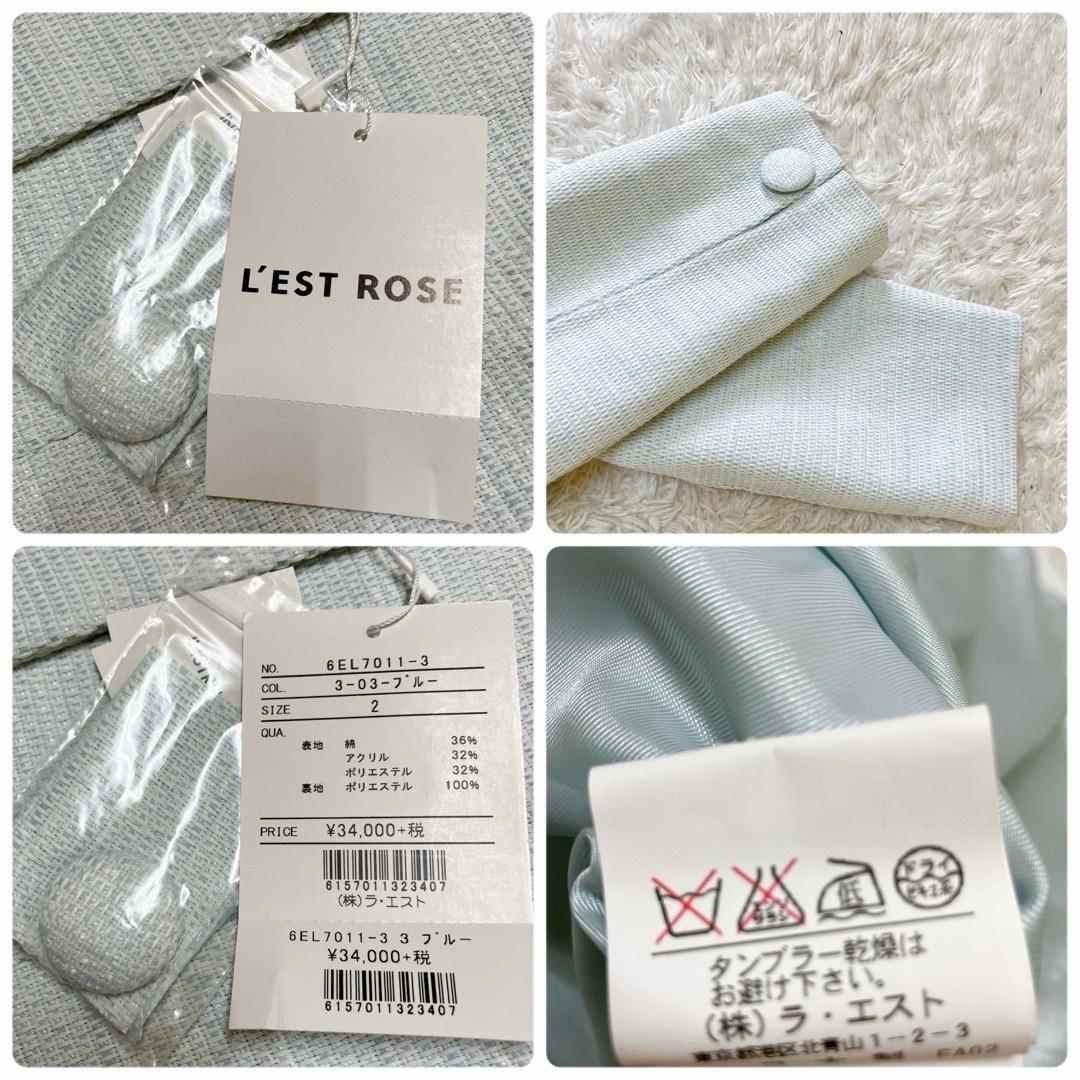 L'EST ROSE
NO. 6EL7011-3
COL. 3-03-ブルー
SIZE 2
QUA.
表地 綿 36%
アクリル 32%
ポリエステル 32%
裏地 ポリエステル 100%
PRICE ¥34,000+税
6157011323407
(株)ラ・エスト
6EL7011-3 3 ブルー
¥34,000+税
6157011323407
低
ドライ
タンブラー乾燥は
お避け下さい。
(株)ラ・エスト
東京都港区北青山1-2-3
EA02